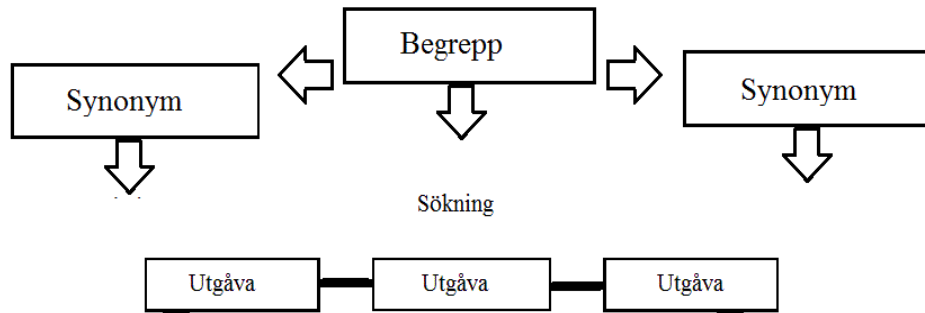 Begrepp
Synonym
Synonym
Sökning
Utgåva
Utgåva
Utgåva